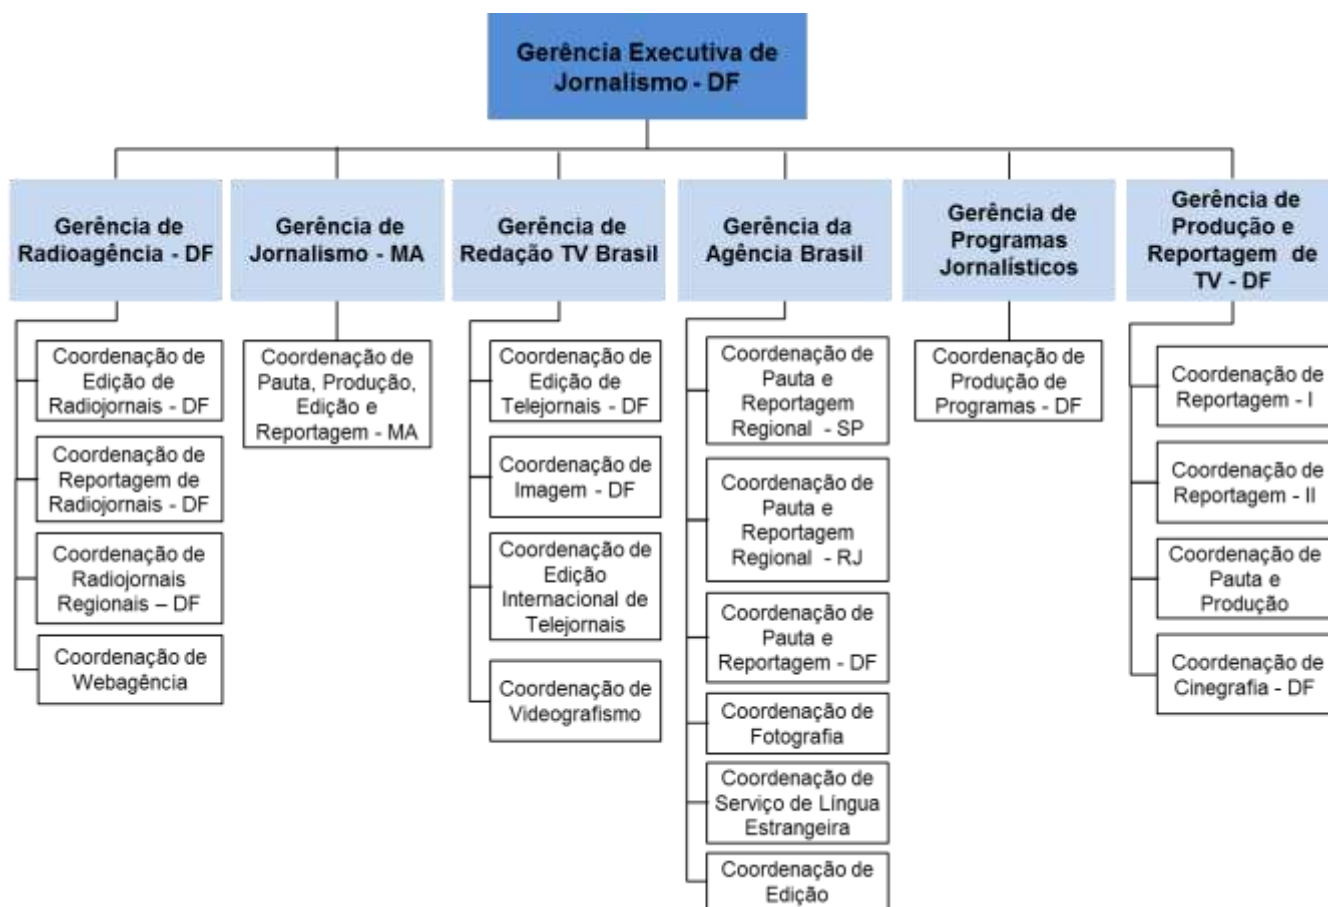 Gerência Executiva de
Jornalismo - DF
Gerência de
Radioagência - DF
Gerência de
Jornalismo - MA
Gerência de
Redação TV Brasil
Gerência da
Agência Brasil
Gerência de
Programas
Jornalísticos
Gerência de
Produção e
Reportagem de
TV - DF
Coordenação de
Edição de
Radiojornais - DF
Coordenação de
Reportagem de
Radiojornais - DF
Coordenação de
Radiojornais
Regionais – DF
Coordenação de
Webagência
Coordenação de
Pauta, Produção,
Edição e
Reportagem - MA
Coordenação de
Edição de
Telejornais - DF
Coordenação de
Imagem - DF
Coordenação de
Edição
Internacional de
Telejornais
Coordenação de
Videografismo
Coordenação de
Pauta e
Reportagem
Regional - SP
Coordenação de
Pauta e
Reportagem
Regional - RJ
Coordenação de
Pauta e
Reportagem - DF
Coordenação de
Fotografia
Coordenação de
Serviço de Língua
Estrangeira
Coordenação de
Edição
Coordenação de
Produção de
Programas - DF
Coordenação de
Reportagem - I
Coordenação de
Reportagem - II
Coordenação de
Pauta e
Produção
Coordenação de
Cinegrafia - DF